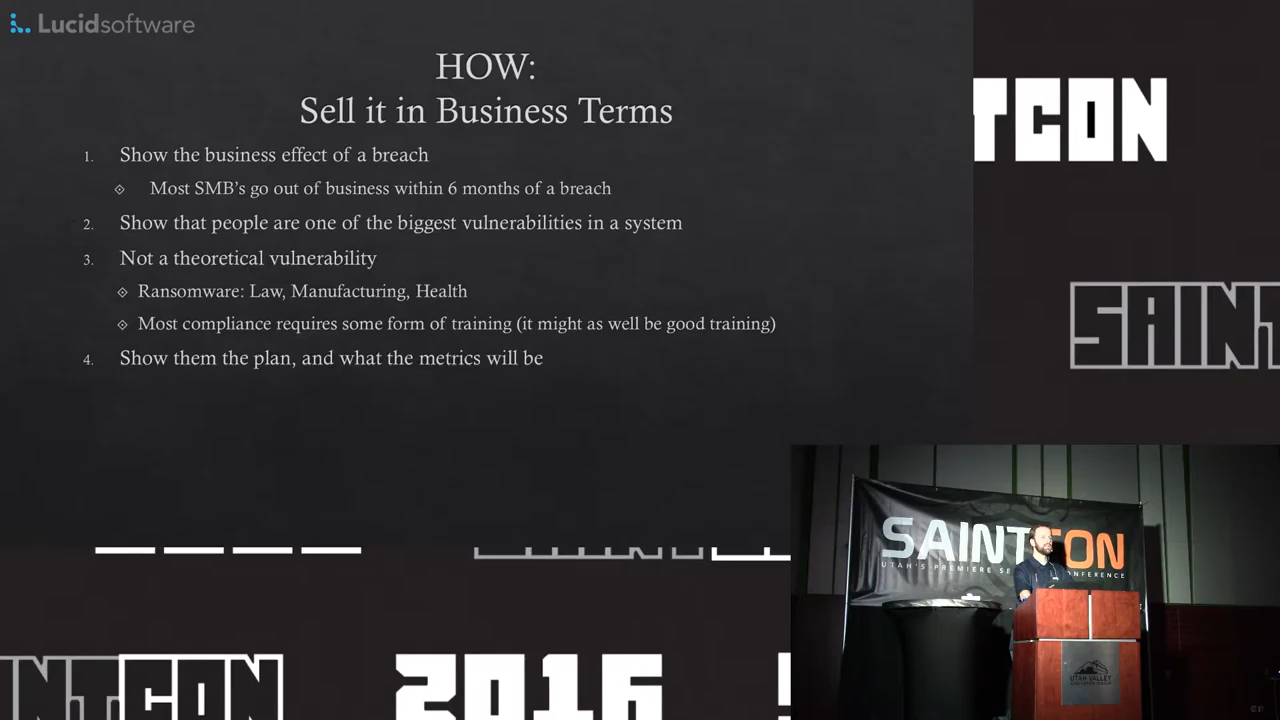 Lucidsoftware
HOW:
Sell it in Business Terms
1. Show the business effect of a breach
Most SMB's go out of business within 6 months of a breach
2. Show that people are one of the biggest vulnerabilities in a system
3. Not a theoretical vulnerability
Ransomware: Law, Manufacturing, Health
Most compliance requires some form of training (it might as well be good training)
4. Show them the plan, and what the metrics will be
TCON
SAINT
SAINTCON
UTAH'S PREMIERE SE NFERENCE
UTAH VALLEY
INTCON
2016